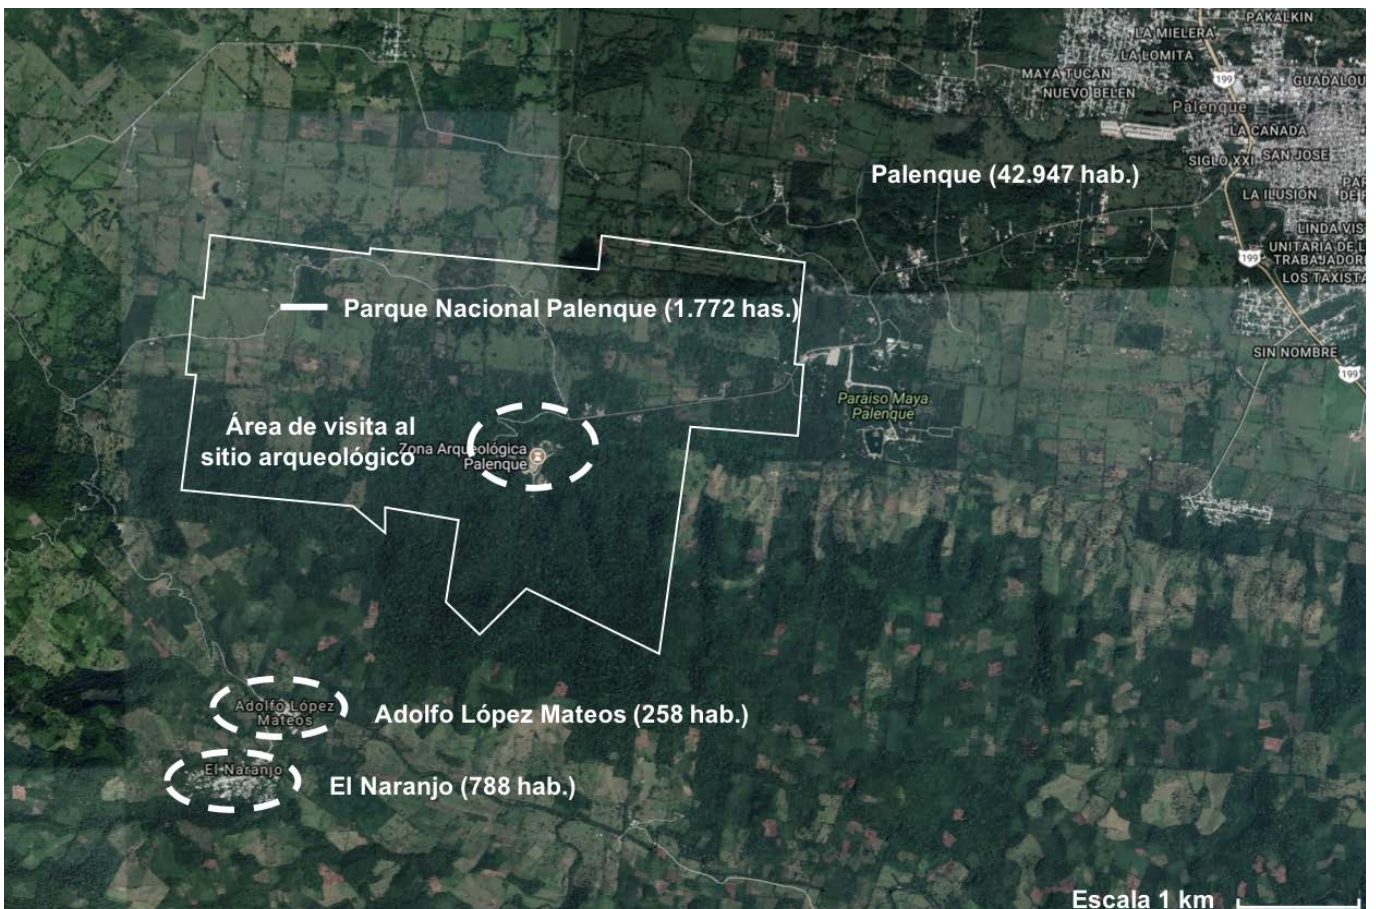 PAKALKIN
LA MIELERA
LA LOMITA
MAYA TUCAN
NUEVO BELEN
199
GUADALOU
Palenque
LA CAÑADA
SIGLO XXI
SAN JOSE
Palenque (42.947 hab.)
LA ILUSION
LINDA VIS
UNITARIA DE L
TRABAJADOR
199
LOS TAXISTA
Parque Nacional Palenque (1.772 has.)
SIN NOMBRE
199
Paraiso Maya
Palenque
Área de visita al
sitio arqueológico
Zona Arqueológica
Palenque
Adolfo López
Mateos
Adolfo López Mateos (258 hab.)
El Naranjo
El Naranjo (788 hab.)
Escala 1 km